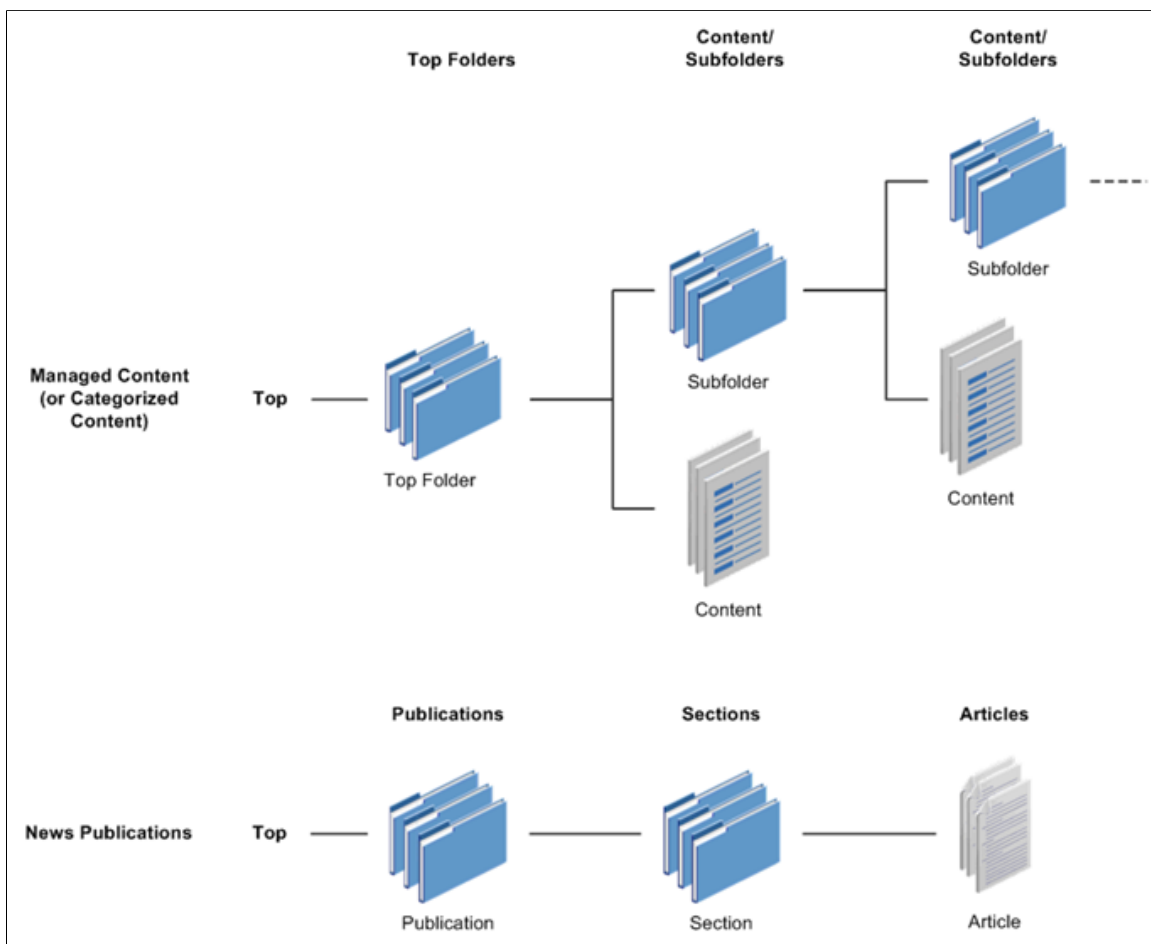 Top Folders
Content/
Subfolders
Content/
Subfolders
Subfolder
Subfolder
Managed Content
(or Categorized
Content)
Top
Top Folder
Content
Content
Publications
Sections
Articles
News Publications
Top
Publication
Section
Article